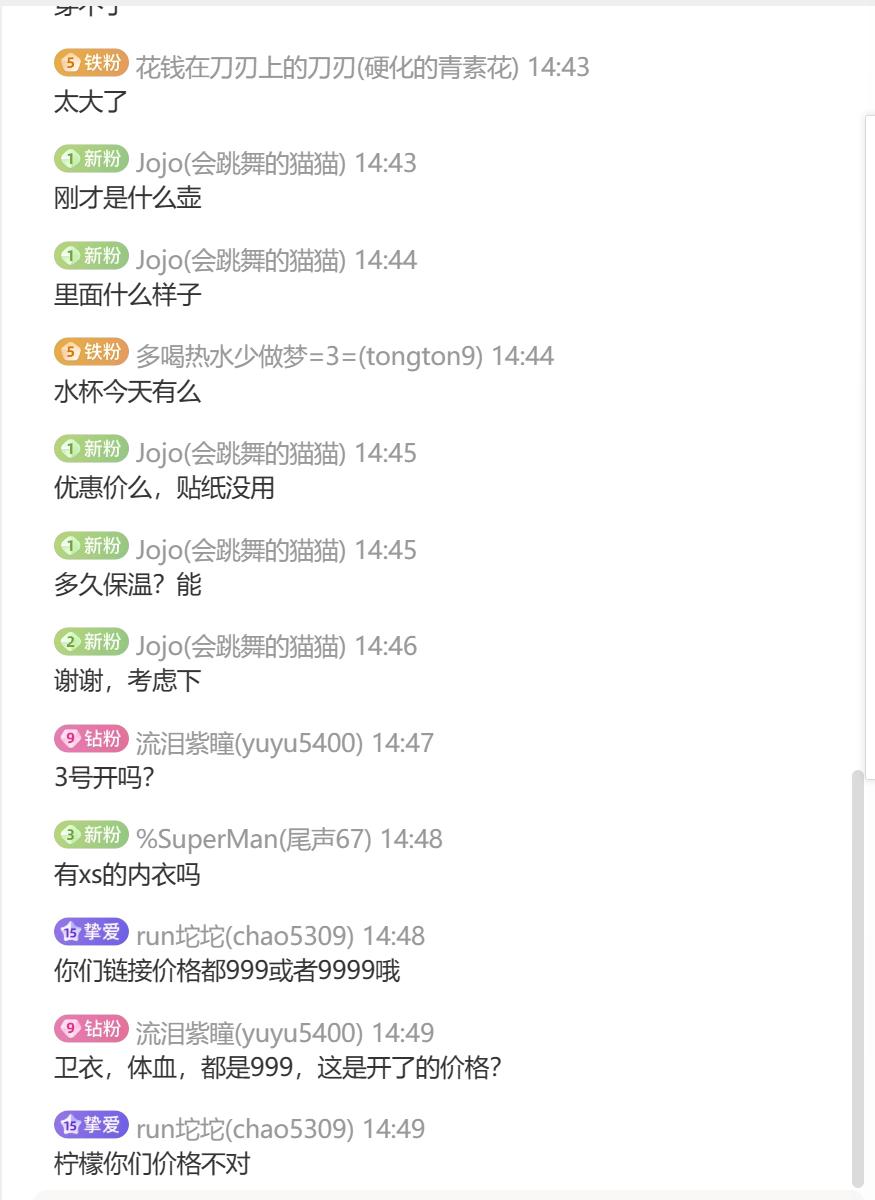 5 铁粉 花钱在刀刃上的刀刃(硬化的青素花) 14:43
太大了
1 新粉 Jojo(会跳舞的猫猫) 14:43
刚才是什么壶
1 新粉 Jojo(会跳舞的猫猫) 14:44
里面什么样子
5 铁粉 多喝热水少做梦=3=(tongton9) 14:44
水杯今天有么
1 新粉 Jojo(会跳舞的猫猫) 14:45
优惠价么，贴纸没用
1 新粉 Jojo(会跳舞的猫猫) 14:45
多久保温？能
2 新粉 Jojo(会跳舞的猫猫) 14:46
谢谢，考虑下
9 钻粉 流泪紫瞳(yuyu5400) 14:47
3号开吗？
3 新粉 %SuperMan(尾声67) 14:48
有xs的内衣吗
15 挚爱 run坨坨(chao5309) 14:48
你们链接价格都999或者9999哦
9 钻粉 流泪紫瞳(yuyu5400) 14:49
卫衣，体血，都是999，这是开了的价格？
15 挚爱 run坨坨(chao5309) 14:49
柠檬你们价格不对